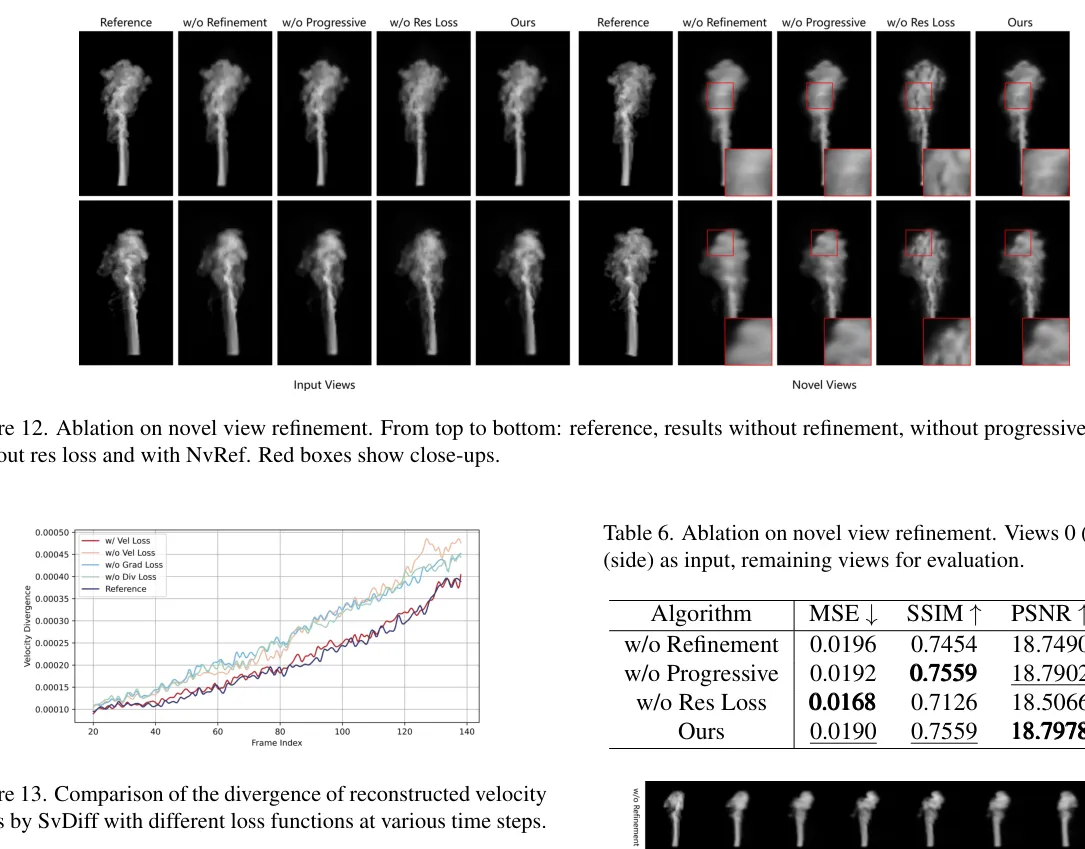 Reference w/o Refinement w/o Progressive w/o Res Loss Ours Reference w/o Refinement w/o Progressive w/o Res Loss Ours
Input Views Novel Views
re 12. Ablation on novel view refinement. From top to bottom: reference, results without refinement, without progressive
out res loss and with NvRef. Red boxes show close-ups.
0.00050
0.00045
0.00040
0.00035
0.00030
0.00025
0.00020
0.00015
0.00010
Velocity Divergence
w/ Vel Loss
w/o Vel Loss
w/o Grad Loss
w/o Div Loss
Reference
20 40 60 80 100 120 140
Frame Index
re 13. Comparison of the divergence of reconstructed velocity
s by SvDiff with different loss functions at various time steps.
Table 6. Ablation on novel view refinement. Views 0 (
(side) as input, remaining views for evaluation.
Algorithm MSE ↓ SSIM ↑ PSNR ↑
w/o Refinement 0.0196 0.7454 18.7490
w/o Progressive 0.0192 0.7559 18.7902
w/o Res Loss 0.0168 0.7126 18.5066
Ours 0.0190 0.7559 18.7978
w/o Refinement